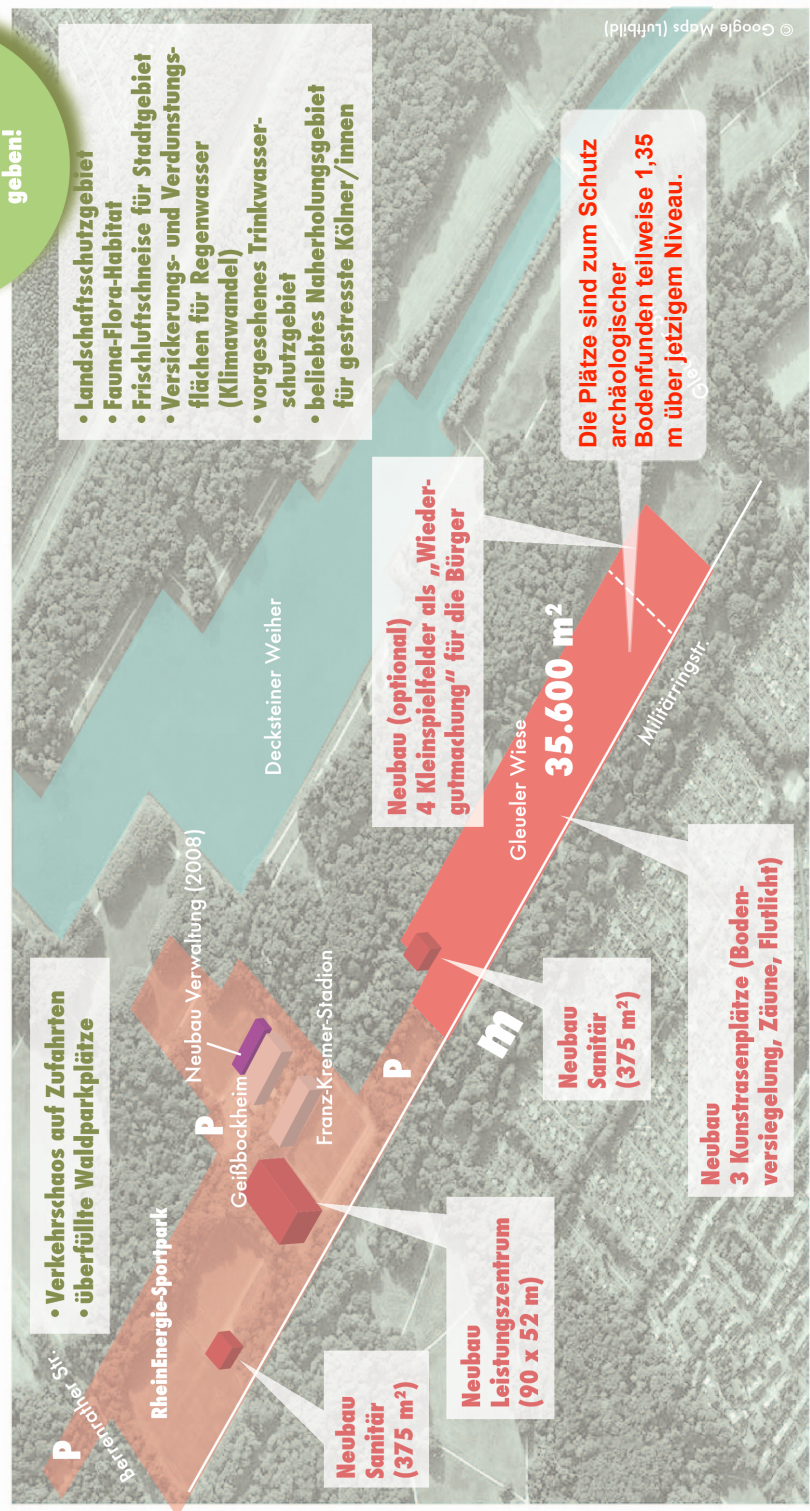 geben!
• Landschaftsschutzgebiet
• Fauna-Flora-Habitat
• Frischluftschneise für Stadtgebiet
• Versickerungs- und Verdunstungs-
flächen für Regenwasser
(Klimawandel)
• vorgesehenes Trinkwasser-
schutzgebiet
• beliebtes Naherholungsgebiet
für gestresste Kölner/innen
• Verkehrschaos auf Zufahrten
• überfüllte Waldparkplätze
P
Berrenrather Str.
RheinEnergie-Sportpark
P
Geißbockheim
Neubau Verwaltung (2008)
Franz-Kremer-Stadion
Decksteiner Weiher
P
m
Neubau
Sanitär
(375 m²)
Neubau
Leistungszentrum
(90 x 52 m)
Neubau
Sanitär
(375 m²)
Neubau
3 Kunstrasenplätze (Boden-
versiegelung, Zäune, Flutlicht)
Neubau (optional)
4 Kleinspielfelder als „Wieder-
gutmachung“ für die Bürger
Gleueler Wiese
35.600 m²
Militärringstr.
Die Plätze sind zum Schutz
archäologischer
Bodenfunden teilweise 1,35
m über jetzigem Niveau.
© Google Maps (Luftbild)